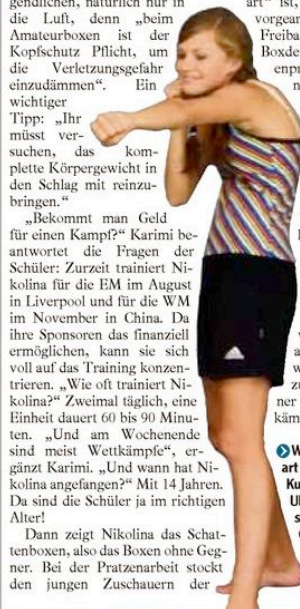 gendlichen, natürlich nur in
die Luft, denn „beim
Amateurboxen ist der
Kopfschutz Pflicht, um
die Verletzungsgefahr
einzudämmen“. Ein
wichtiger
Tipp: „Ihr
müsst ver-
suchen, das kom-
plette Körpergewicht in
den Schlag mit reinzu-
bringen.“
„Bekommt man Geld
für einen Kampf?“ Karimi be-
antwortet die Fragen der
Schüler: Zurzeit trainiert Ni-
kolina für die EM im August
in Liverpool und für die WM
im November in China. Da
ihre Sponsoren das finanziell
ermöglichen, kann sie sich
voll auf das Training konzen-
trieren. „Wie oft trainiert Ni-
kolina?“ Zweimal täglich, eine
Einheit dauert 60 bis 90 Minu-
ten. „Und am Wochenende
sind meist Wettkämpfe“, er-
gänzt Karimi. „Und wann hat Ni-
kolina angefangen?“ Mit 14 Jahren.
Da sind die Schüler ja im richtigen
Alter!
Dann zeigt Nikolina das Schat-
tenboxen, also das Boxen ohne Geg-
ner. Bei der Pratzenarbeit stockt
den jungen Zuschauern der
art“ ist,
vorgear
Freiba
Boxde
enpr
n
zu
ner
käm
W
art
Ku
Ul
s
adidas